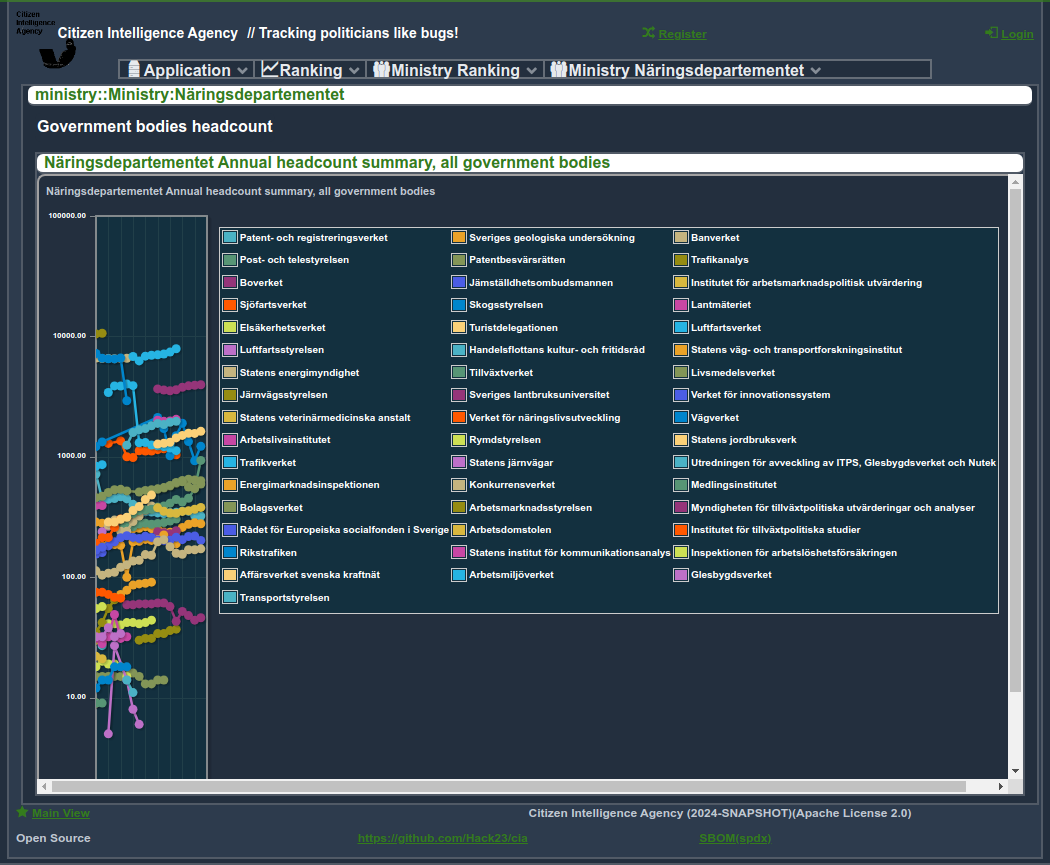 Citizen
Intelligence
Agency
Citizen Intelligence Agency // Tracking politicians like bugs!
Register
Login
Application
Ranking
Ministry Ranking
Ministry Näringsdepartementet
ministry::Ministry:Näringsdepartementet
Government bodies headcount
Näringsdepartementet Annual headcount summary, all government bodies
Näringsdepartementet Annual headcount summary, all government bodies
100000.00
10000.00
1000.00
100.00
10.00
Patent- och registreringsverket
Sveriges geologiska undersökning
Banverket
Post- och telestyrelsen
Patentbesvärsrätten
Trafikanalys
Boverket
Jämställdhetsombudsmannen
Institutet för arbetsmarknadspolitisk utvärdering
Sjöfartsverket
Skogsstyrelsen
Lantmäteriet
Elsäkerhetsverket
Turistdelegationen
Luftfartsverket
Luftfartsstyrelsen
Handelsflottans kultur- och fritidsråd
Statens väg- och transportforskningsinstitut
Statens energimyndighet
Tillväxtverket
Livsmedelsverket
Järnvägsstyrelsen
Sveriges lantbruksuniversitet
Verket för innovationssystem
Statens veterinärmedicinska anstalt
Verket för näringslivsutveckling
Vägverket
Arbetslivsinstitutet
Rymdstyrelsen
Statens jordbruksverk
Trafikverket
Statens järnvägar
Utredningen för avveckling av ITPS, Glesbygdsverket och Nutek
Energimarknadsinspektionen
Konkurrensverket
Medlingsinstitutet
Bolagsverket
Arbetsmarknadsstyrelsen
Myndigheten för tillväxtpolitiska utvärderingar och analyser
Rådet för Europeiska socialfonden i Sverige
Arbetsdomstolen
Institutet för tillväxtpolitiska studier
Rikstrafiken
Statens institut för kommunikationsanalys
Inspektionen för arbetslöshetsförsäkringen
Affärsverket svenska kraftnät
Arbetsmiljöverket
Glesbygdsverket
Transportstyrelsen
Main View
Citizen Intelligence Agency (2024-SNAPSHOT)(Apache License 2.0)
Open Source
https://github.com/Hack23/cia
SBOM(spdx)